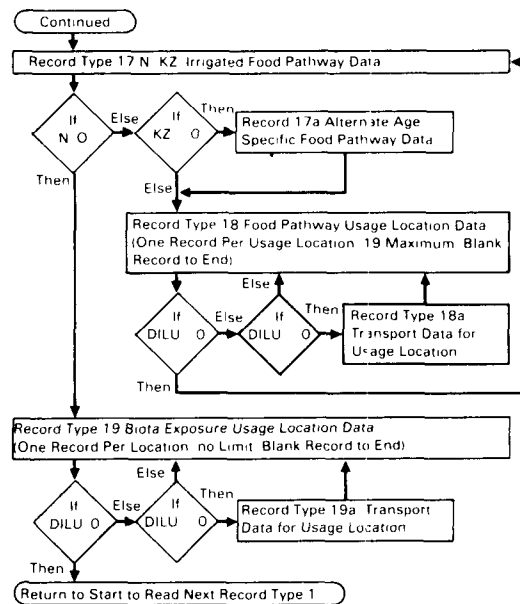 Continued
Record Type 17 N KZ Irrigated Food Pathway Data
If
N 0
Else
If
KZ 0
Then
Record 17a Alternate Age
Specific Food Pathway Data
Then
Else
Record Type 18 Food Pathway Usage Location Data
(One Record Per Usage Location 19 Maximum Blank
Record to End)
If
DILU 0
Else
Else
If
DILU 0
Then
Record Type 18a
Transport Data for
Usage Location
Then
Record Type 19 Biota Exposure Usage Location Data
(One Record Per Location no Limit Blank Record to End)
If
DILU 0
Else
Else
If
DILU 0
Then
Record Type 19a Transport
Data for Usage Location
Then
Return to Start to Read Next Record Type 1